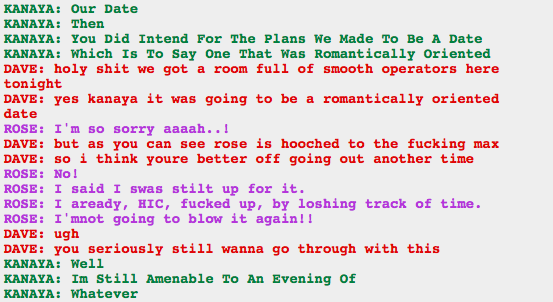 KANAYA: Our Date
KANAYA: Then
KANAYA: You Did Intend For The Plans We Made To Be A Date
KANAYA: Which Is To Say One That Was Romantically Oriented
DAVE: holy shit we got a room full of smooth operators here
tonight
DAVE: yes kanaya it was going to be a romantically oriented
date
ROSE: I'm so sorry aaaah..!
DAVE: but as you can see rose is hooched to the fucking max
DAVE: so i think youre better off going out another time
ROSE: No!
ROSE: I said I swas stilt up for it.
ROSE: I aready, HIC, fucked up, by loshing track of time.
ROSE: I'mnot going to blow it again!!
DAVE: ugh
DAVE: you seriously still wanna go through with this
KANAYA: Well
KANAYA: Im Still Amenable To An Evening Of
KANAYA: Whatever